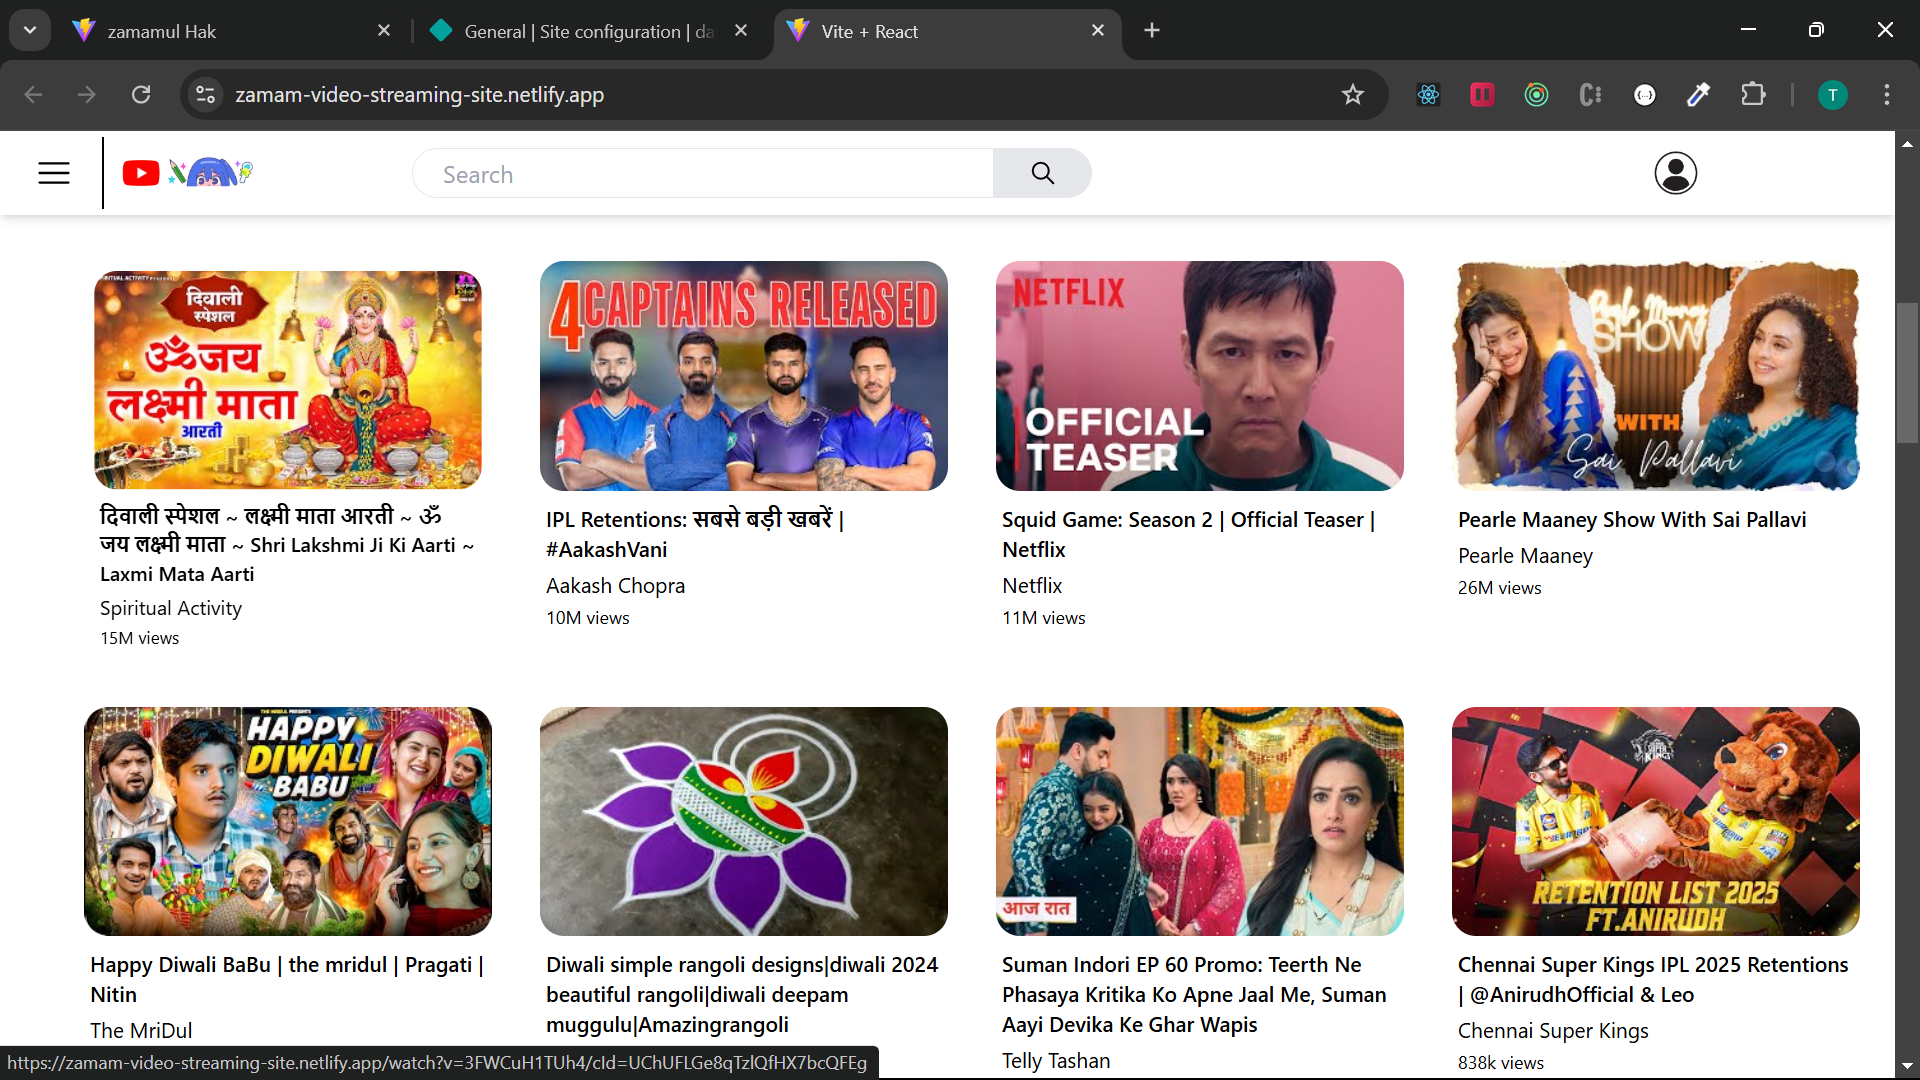 zamamul Hak
General | Site configuration | da
Vite + React
zamam-video-streaming-site.netlify.app
T
Search
दिवाली
स्पेशल
ॐ जय
लक्ष्मी माता
आरती
4 CAPTAINS RELEASED
NETFLIX
OFFICIAL
TEASER
Pearle Maaney
SHOW
WITH
Sai Pallavi
दिवाली स्पेशल ~ लक्ष्मी माता आरती ~ ॐ
जय लक्ष्मी माता ~ Shri Lakshmi Ji Ki Aarti ~
Laxmi Mata Aarti
Spiritual Activity
15M views
IPL Retentions: सबसे बड़ी खबरें |
#AakashVani
Aakash Chopra
10M views
Squid Game: Season 2 | Official Teaser |
Netflix
Netflix
11M views
Pearle Maaney Show With Sai Pallavi
Pearle Maaney
26M views
THE MRIDUL PRESENTS
HAPPY
DIWALI
BABU
आज रात
RETENTION LIST 2025
FT.ANIRUDH
Happy Diwali BaBu | the mridul | Pragati |
Nitin
The MriDul
Diwali simple rangoli designs|diwali 2024
beautiful rangoli|diwali deepam
muggulu|Amazingrangoli
Suman Indori EP 60 Promo: Teerth Ne
Phasaya Kritika Ko Apne Jaal Me, Suman
Aayi Devika Ke Ghar Wapis
Telly Tashan
Chennai Super Kings IPL 2025 Retentions
| @AnirudhOfficial & Leo
Chennai Super Kings
838k views
https://zamam-video-streaming-site.netlify.app/watch?v=3FWCuH1TUh4/cId=UChUFLGe8qTzlQfHX7bcQFEg